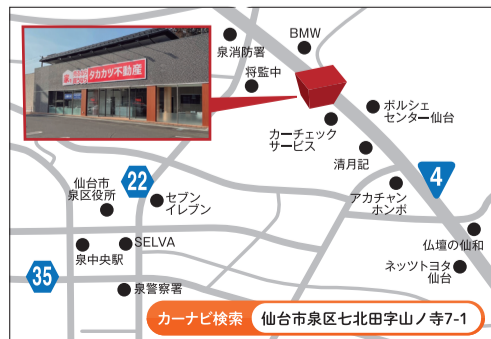 BMW
泉消防署
将監中
タカカツ不動産
ポルシェ
センター仙台
カーチェック
サービス
清月記
4
アカチャン
ホンポ
仙台市
泉区役所
22
セブン
イレブン
仏壇の仙和
泉中央駅
SELVA
ネッツトヨタ
仙台
35
泉警察署
カーナビ検索
仙台市泉区七北田字山ノ寺7-1